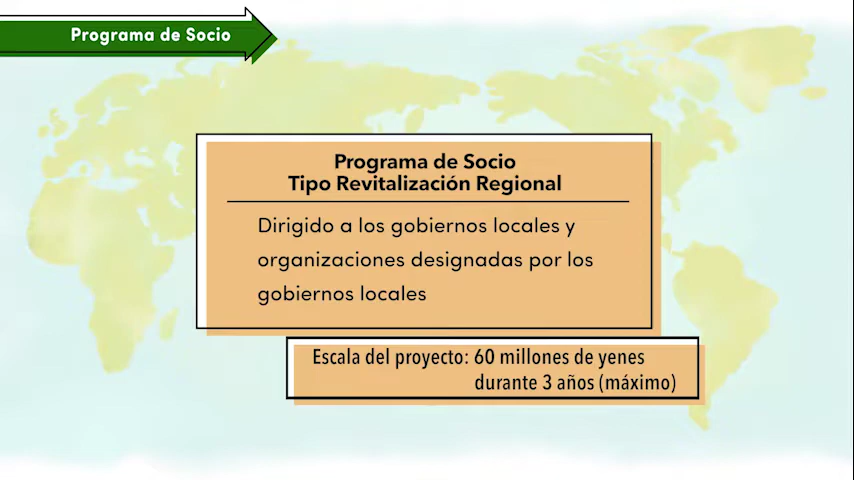 Programa de Socio
Programa de Socio
Tipo Revitalización Regional
Dirigido a los gobiernos locales y
organizaciones designadas por los
gobiernos locales
Escala del proyecto: 60 millones de yenes
durante 3 años (máximo)